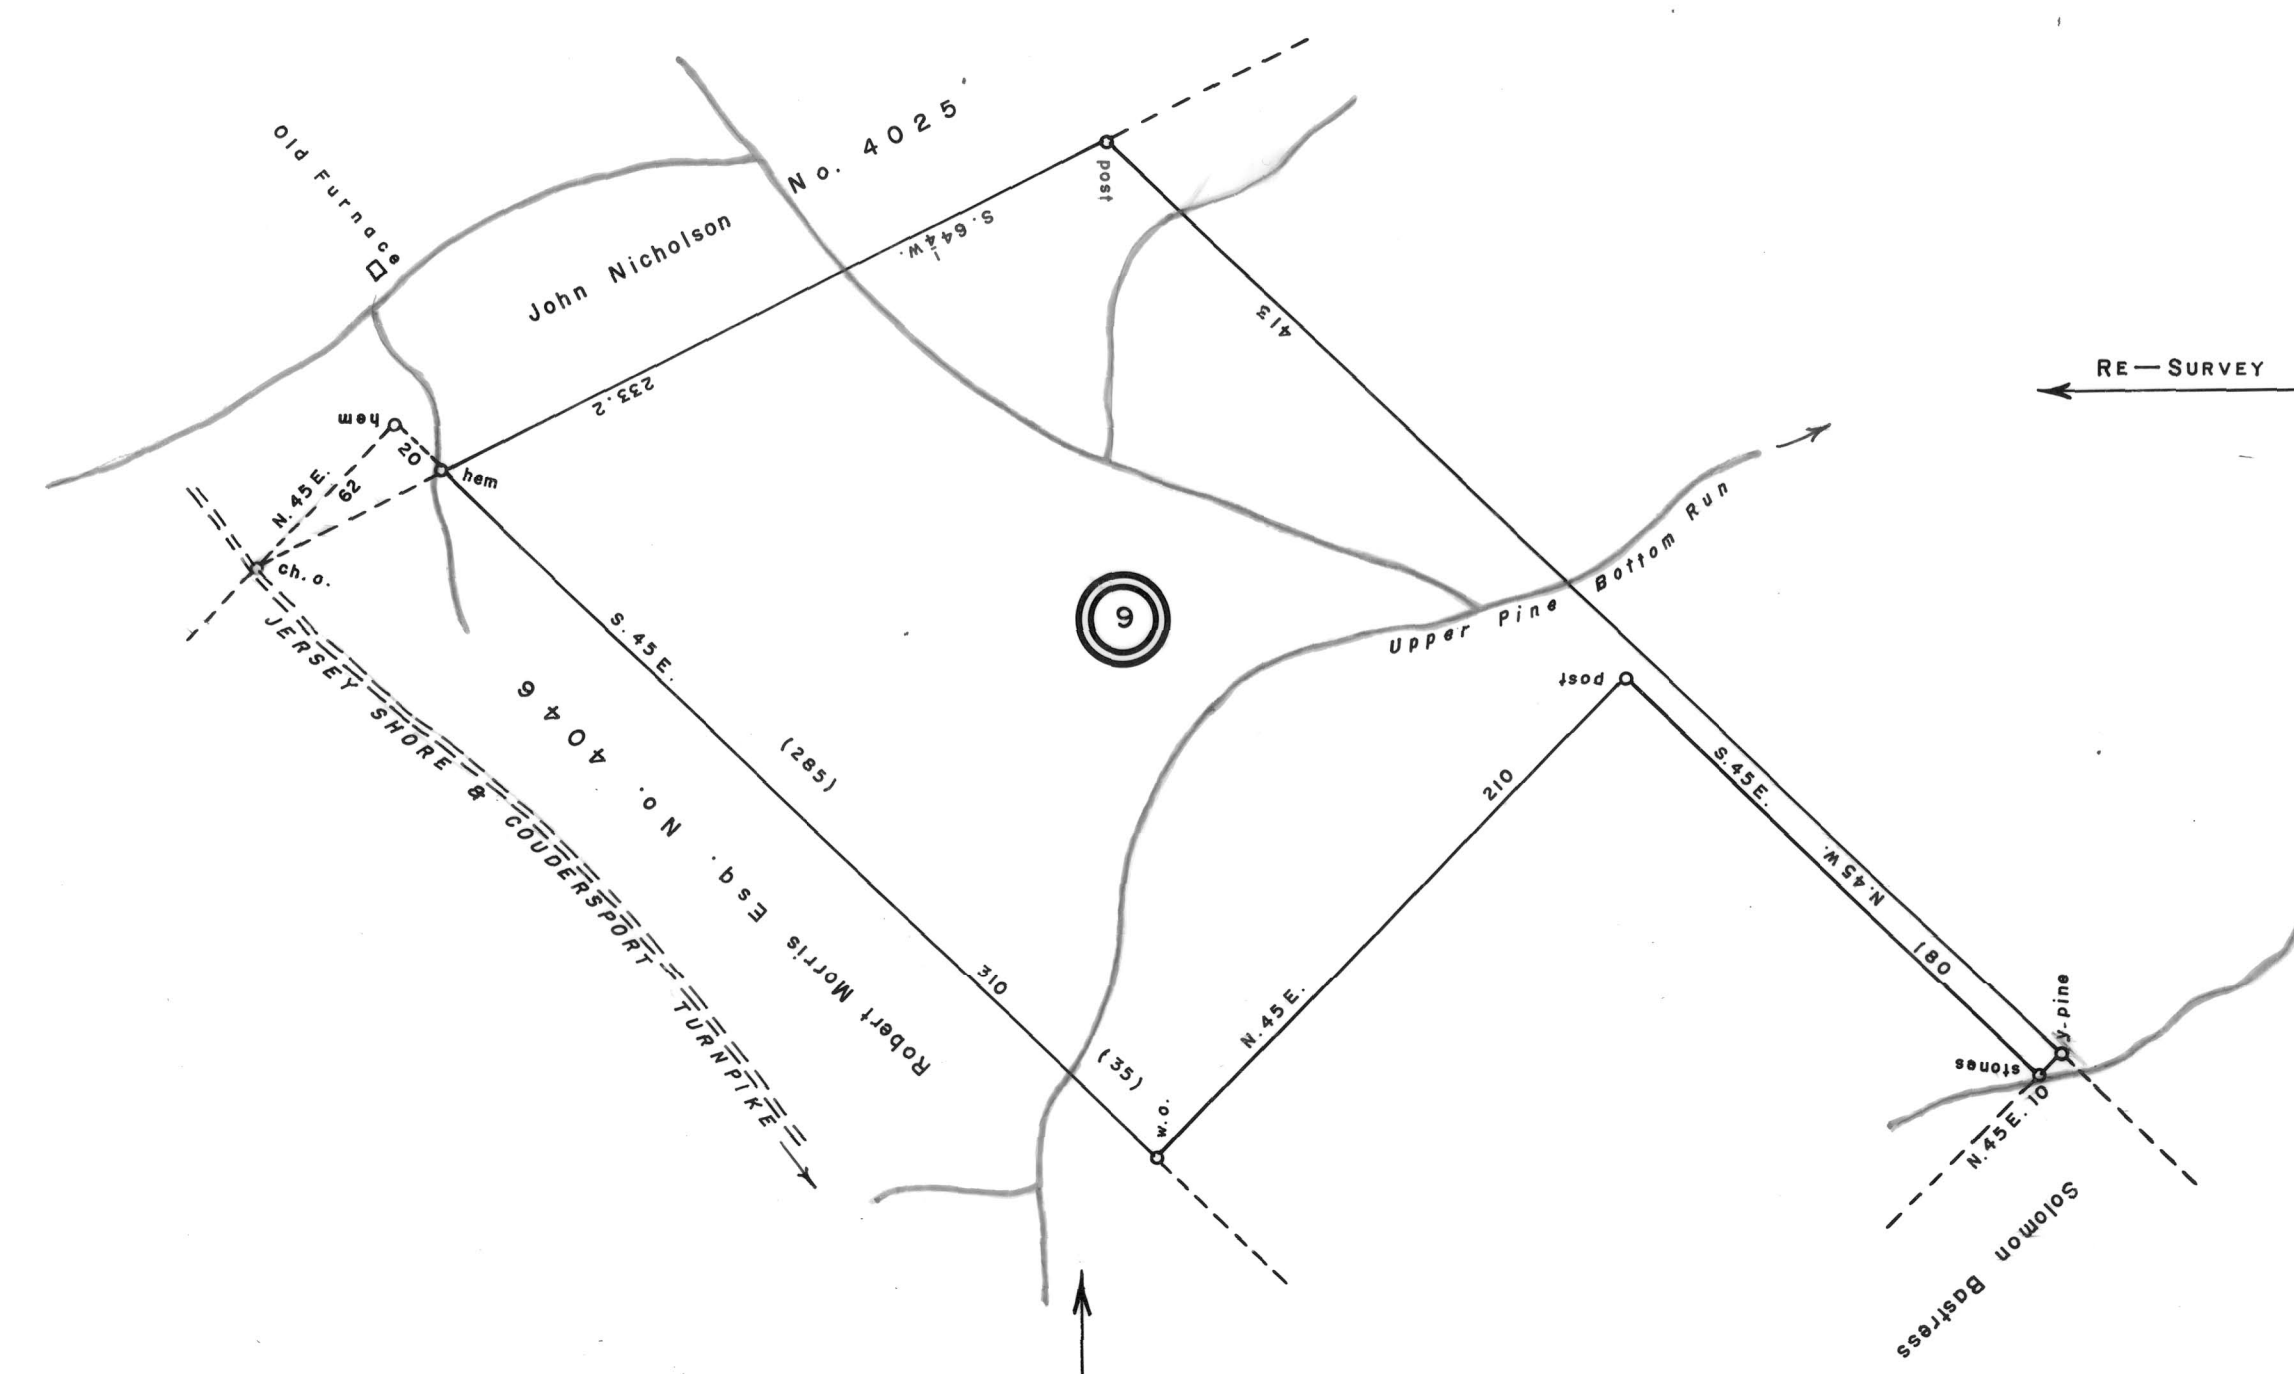 No. 4025
Old Furnace
post
John Nicholson
S. 64 1/4 W.
413
RE—SURVEY
233.2
hem
20
hem
N. 45 E.
62
ch. o.
9
Upper Pine Bottom Run
S. 45 E.
post
JERSEY SHORE & COUDERSPORT TURNPIKE
Robert Morris Esq. No. 4046
(285)
S. 45 E.
210
N. 45 W.
180
310
N. 45 E.
(35)
y-pine
stones
w.o.
N. 45 E. 10
Solomon Bastress